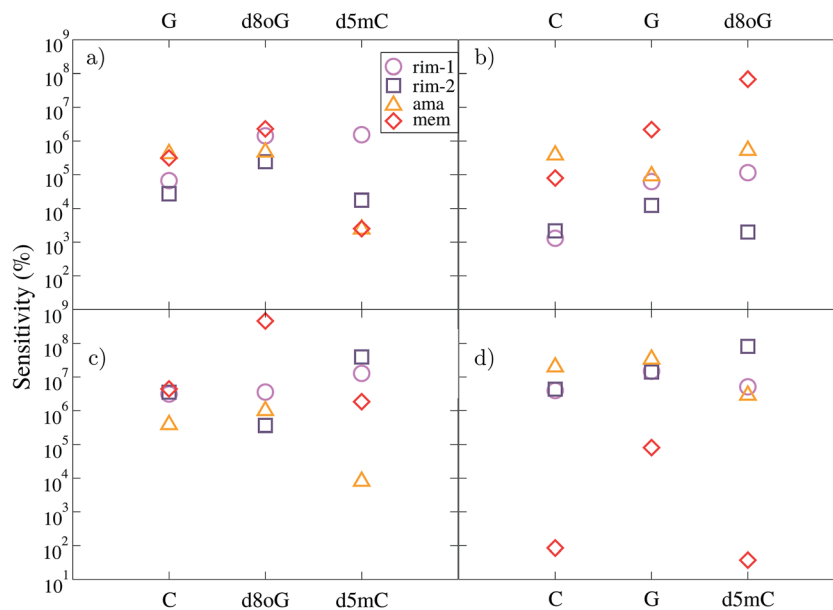 G d8oG d5mC C G d8oG
10^9
a) b)
10^8
10^7
10^6
10^5
10^4
10^3
10^2
rim-1
rim-2
ama
mem
Sensitivity (%)
10^9
10^8
c) d)
10^7
10^6
10^5
10^4
10^3
10^2
10^1
C d8oG d5mC C G d5mC